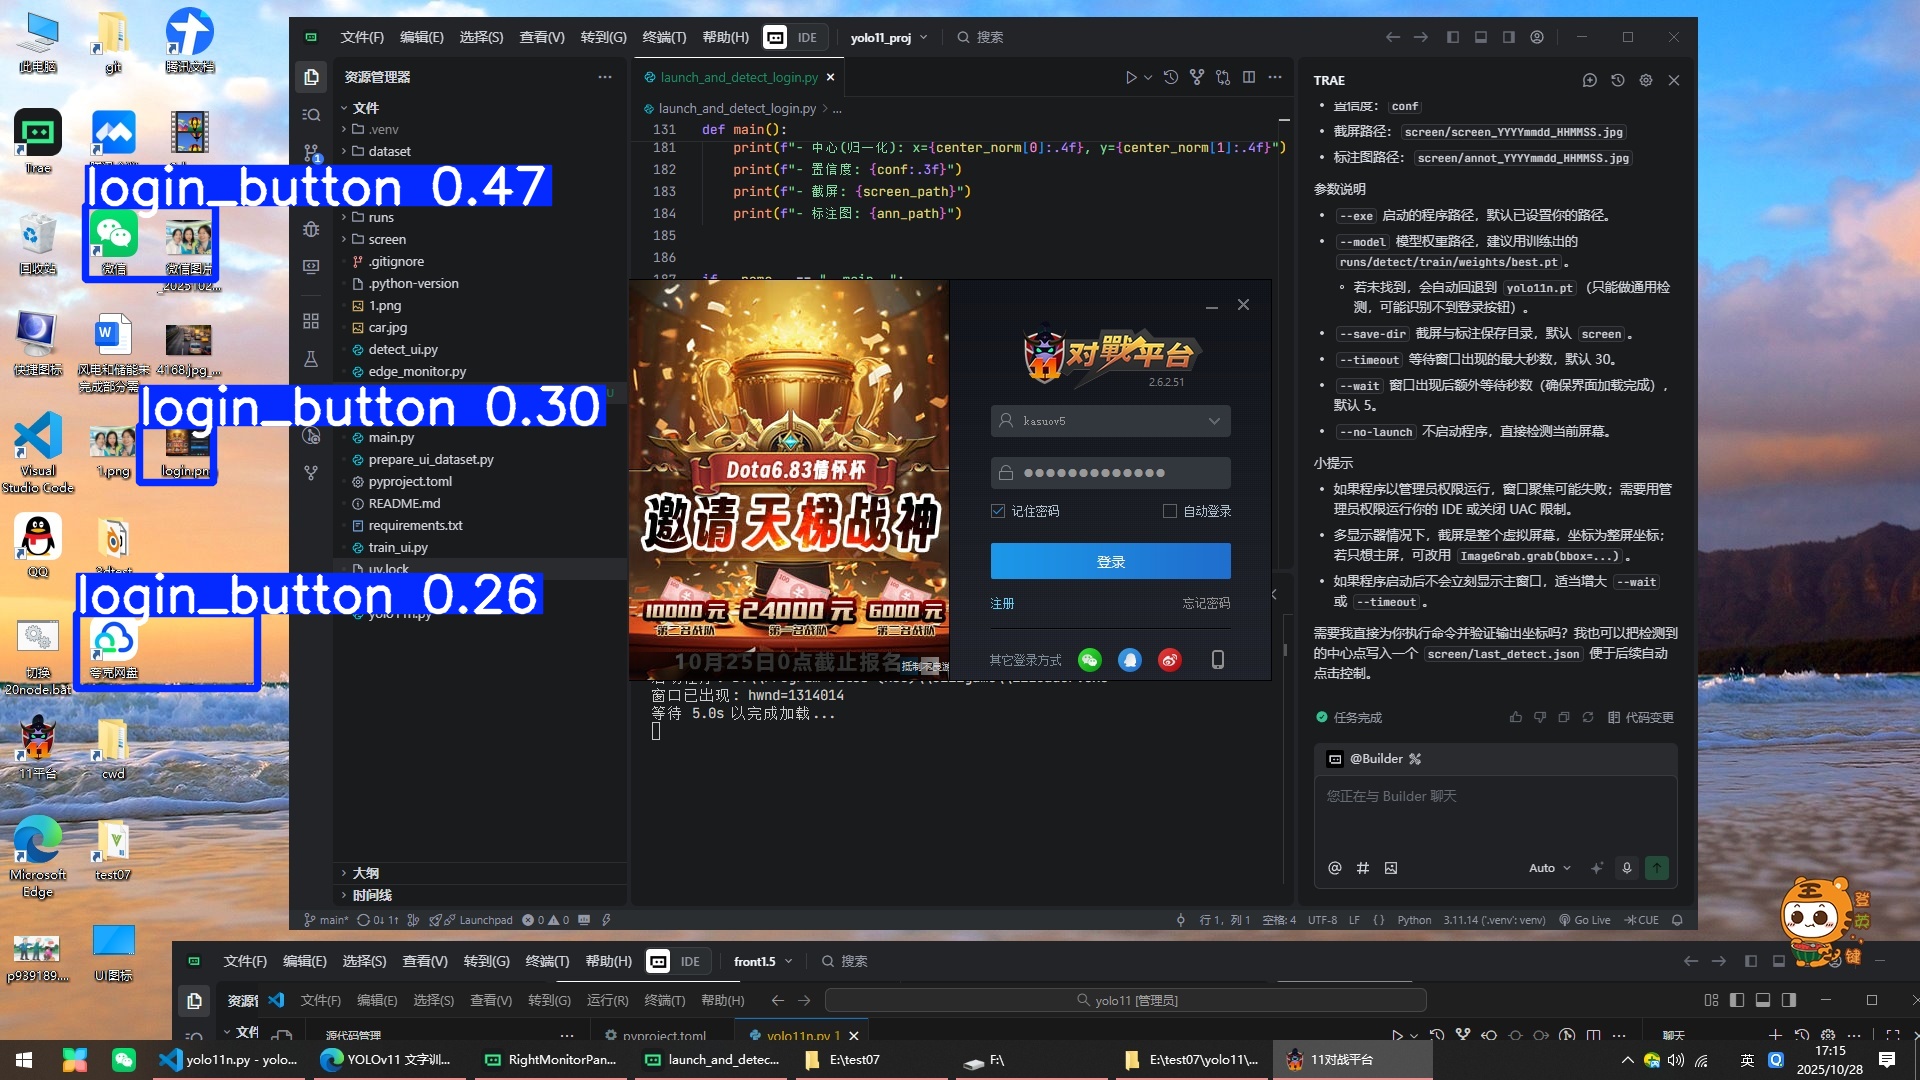 此电脑
git
腾讯文档
Trae
login_button 0.47
回收站
微信
微信图片
_2025102...
快捷图标
风电和储能来
完成部分需
4168jpg_...
login_button 0.30
Visual
Studio Code
1.png
login.pn
QQ
login_button 0.26
切换
20node.bat
夸克网盘
11平台
cwd
Microsoft
Edge
test07
p939189....
UI图标
文件(F) 编辑(E) 选择(S) 查看(V) 转到(G) 终端(T) 帮助(H) IDE yolo11_proj 搜索
资源管理器
文件
.venv
dataset
runs
screen
.gitignore
.python-version
1.png
car.jpg
detect_ui.py
edge_monitor.py
main.py
prepare_ui_dataset.py
pyproject.toml
README.md
requirements.txt
train_ui.py
uv.lock
yolo11m.py
大纲
时间线
launch_and_detect_login.py
launch_and_detect_login.py > ...
131 def main():
181 print(f"- 中心(归一化): x={center_norm[0]:.4f}, y={center_norm[1]:.4f}")
182 print(f"- 置信度: {conf:.3f}")
183 print(f"- 截屏: {screen_path}")
184 print(f"- 标注图: {ann_path}")
185
186
187 if __name__ == "__main__":
Dota6.83情怀杯
邀请天梯战神
10000元 24000元 6000元
第二名战队 第一名战队 第三名战队
10月25日0点截止报名
11对战平台
2.6.2.51
kasuov5
记住密码 自动登录
登录
注册 忘记密码
其它登录方式
窗口已出现: hwnd=1314014
等待 5.0s 以完成加载...
TRAE
置信度: conf
截屏路径: screen/screen_YYYYmmdd_HHMMSS.jpg
标注图路径: screen/annot_YYYYmmdd_HHMMSS.jpg
参数说明
--exe 启动的程序路径，默认已设置你的路径。
--model 模型权重路径，建议用训练出的
runs/detect/train/weights/best.pt 。
若未找到，会自动回退到 yolo11n.pt （只能做通用检
测，可能识别不到登录按钮）。
--save-dir 截屏与标注保存目录，默认 screen 。
--timeout 等待窗口出现的最大秒数，默认 30。
--wait 窗口出现后额外等待秒数（确保界面加载完成），
默认 5。
--no-launch 不启动程序，直接检测当前屏幕。
小提示
如果程序以管理员权限运行，窗口聚焦可能失败；需要用管
理员权限运行你的 IDE 或关闭 UAC 限制。
多显示器情况下，截屏是整个虚拟屏幕，坐标为整屏坐标；
若只想主屏，可改用 ImageGrab.grab(bbox=...) 。
如果程序启动后不会立刻显示主窗口，适当增大 --wait
或 --timeout 。
需要我直接为你执行命令并验证输出坐标吗？我也可以把检测到
的中心点写入一个 screen/last_detect.json 便于后续自动
点击控制。
任务完成 代码变更
@Builder
您正在与 Builder 聊天
Auto
main* 0↓ 1↑ Launchpad 0 0 行 1，列 1 空格: 4 UTF-8 LF {} Python 3.11.14 ('.venv': venv) Go Live CUE
文件(F) 编辑(E) 选择(S) 查看(V) 转到(G) 终端(T) 帮助(H) IDE front1.5 搜索
文件(F) 编辑(E) 选择(S) 查看(V) 转到(G) 运行(R) 终端(T) 帮助(H) yolo11 [管理员]
文件 源代码管理 pyproject.toml yolo11n.py 1 聊天
yolo11n.py - yolo... YOLOv11 文字训... RightMonitorPan... launch_and_detec... E:\test07 F:\ E:\test07\yolo11\... 11对战平台 英 17:15
2025/10/28